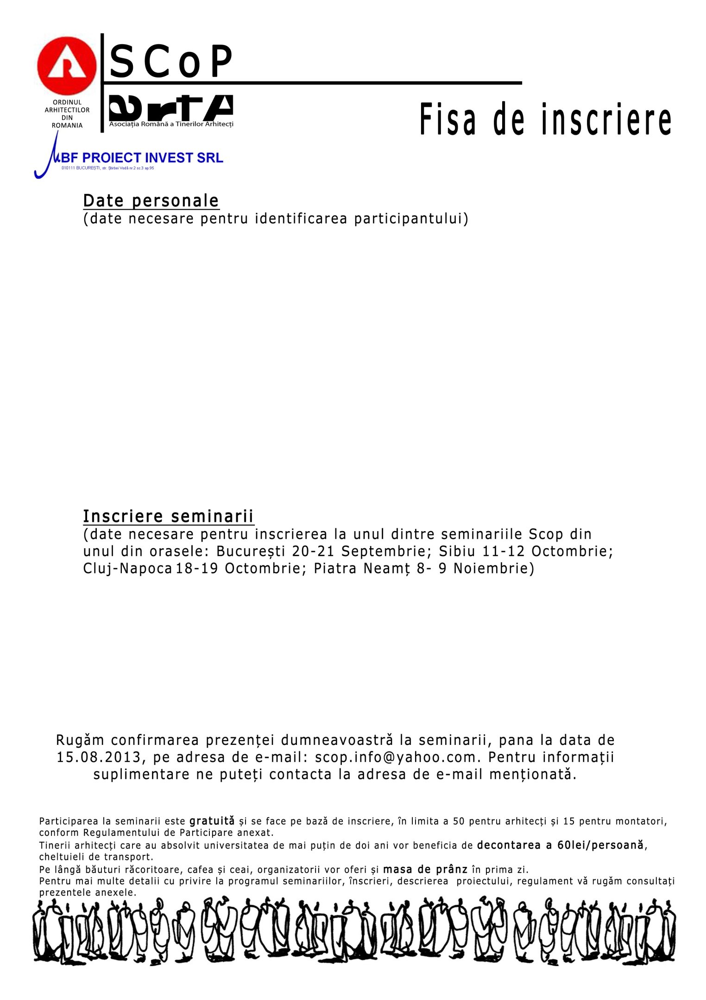 SCoP
ORDINUL
ARHITECTILOR
DIN
ROMANIA
artA
Asociația Română a Tinerilor Arhitecți
Fisa de inscriere
MBF PROIECT INVEST SRL
010111 BUCUREȘTI, str. Știrbei Vodă nr.2 sc.3 ap.95
Date personale
(date necesare pentru identificarea participantului)
Inscriere seminarii
(date necesare pentru inscrierea la unul dintre seminariile Scop din
unul din orasele: București 20-21 Septembrie; Sibiu 11-12 Octombrie;
Cluj-Napoca 18-19 Octombrie; Piatra Neamț 8- 9 Noiembrie)
Rugăm confirmarea prezenței dumneavoastră la seminarii, pana la data de
15.08.2013, pe adresa de e-mail: scop.info@yahoo.com. Pentru informații
suplimentare ne puteți contacta la adresa de e-mail menționată.
Participarea la seminarii este gratuită și se face pe bază de inscriere, în limita a 50 pentru arhitecți și 15 pentru montatori,
conform Regulamentului de Participare anexat.
Tinerii arhitecți care au absolvit universitatea de mai puțin de doi ani vor beneficia de decontarea a 60lei/persoană,
cheltuieli de transport.
Pe lângă băuturi răcoritoare, cafea și ceai, organizatorii vor oferi și masa de prânz în prima zi.
Pentru mai multe detalii cu privire la programul seminariilor, înscrieri, descrierea  proiectului, regulament vă rugăm consultați
prezentele anexele.